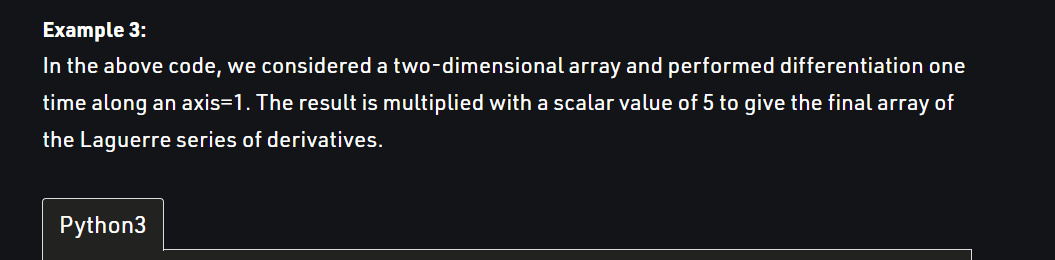 Example 3:
In the above code, we considered a two-dimensional array and performed differentiation one
time along an axis=1. The result is multiplied with a scalar value of 5 to give the final array of
the Laguerre series of derivatives.
Python3